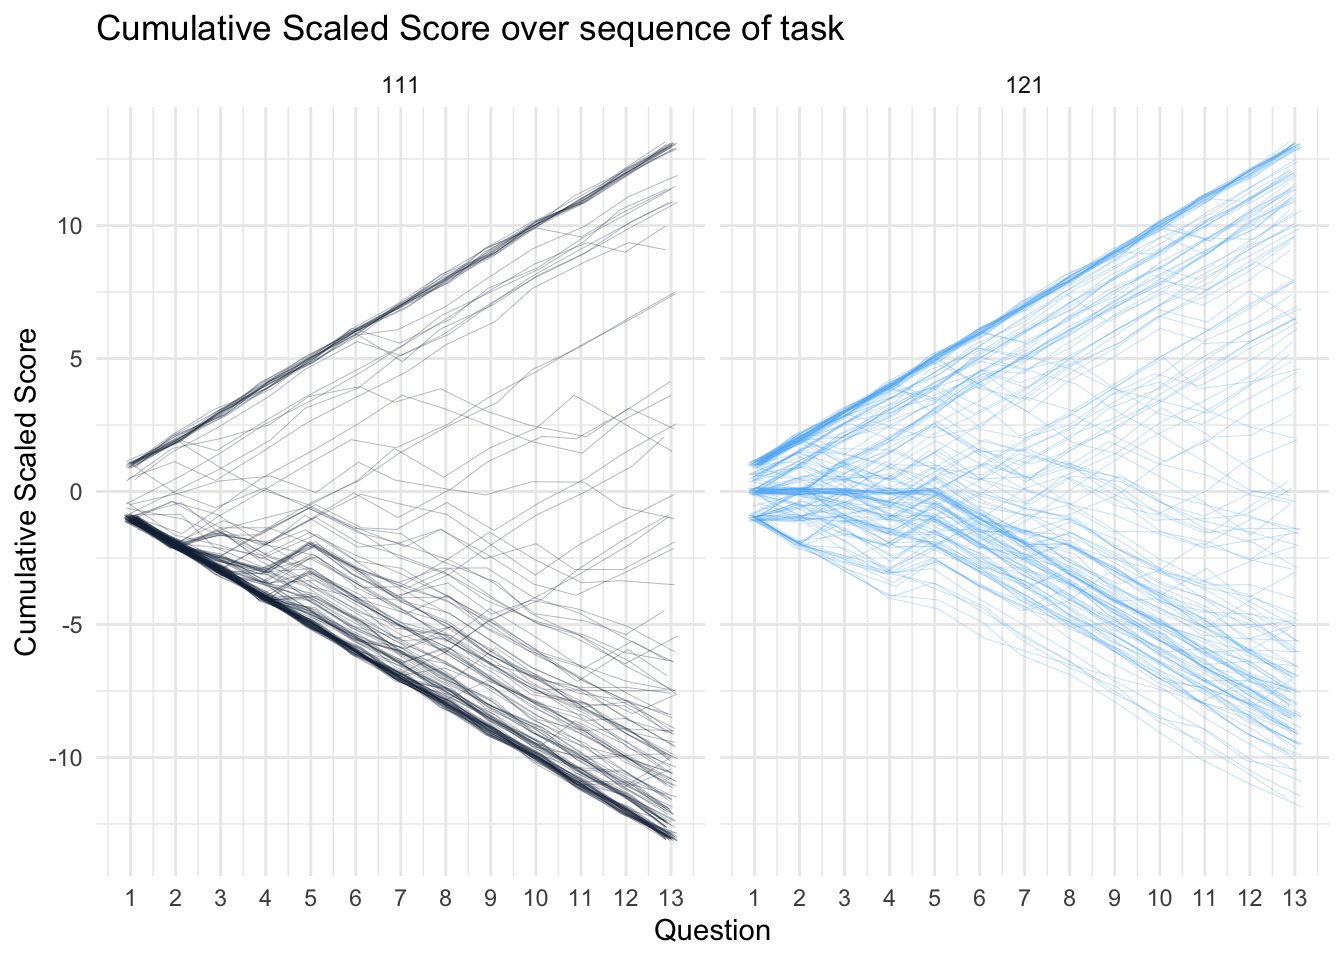 Cumulative Scaled Score over sequence of task
111
121
Cumulative Scaled Score
10
5
0
-5
-10
1 2 3 4 5 6 7 8 9 10 11 12 13
1 2 3 4 5 6 7 8 9 10 11 12 13
Question